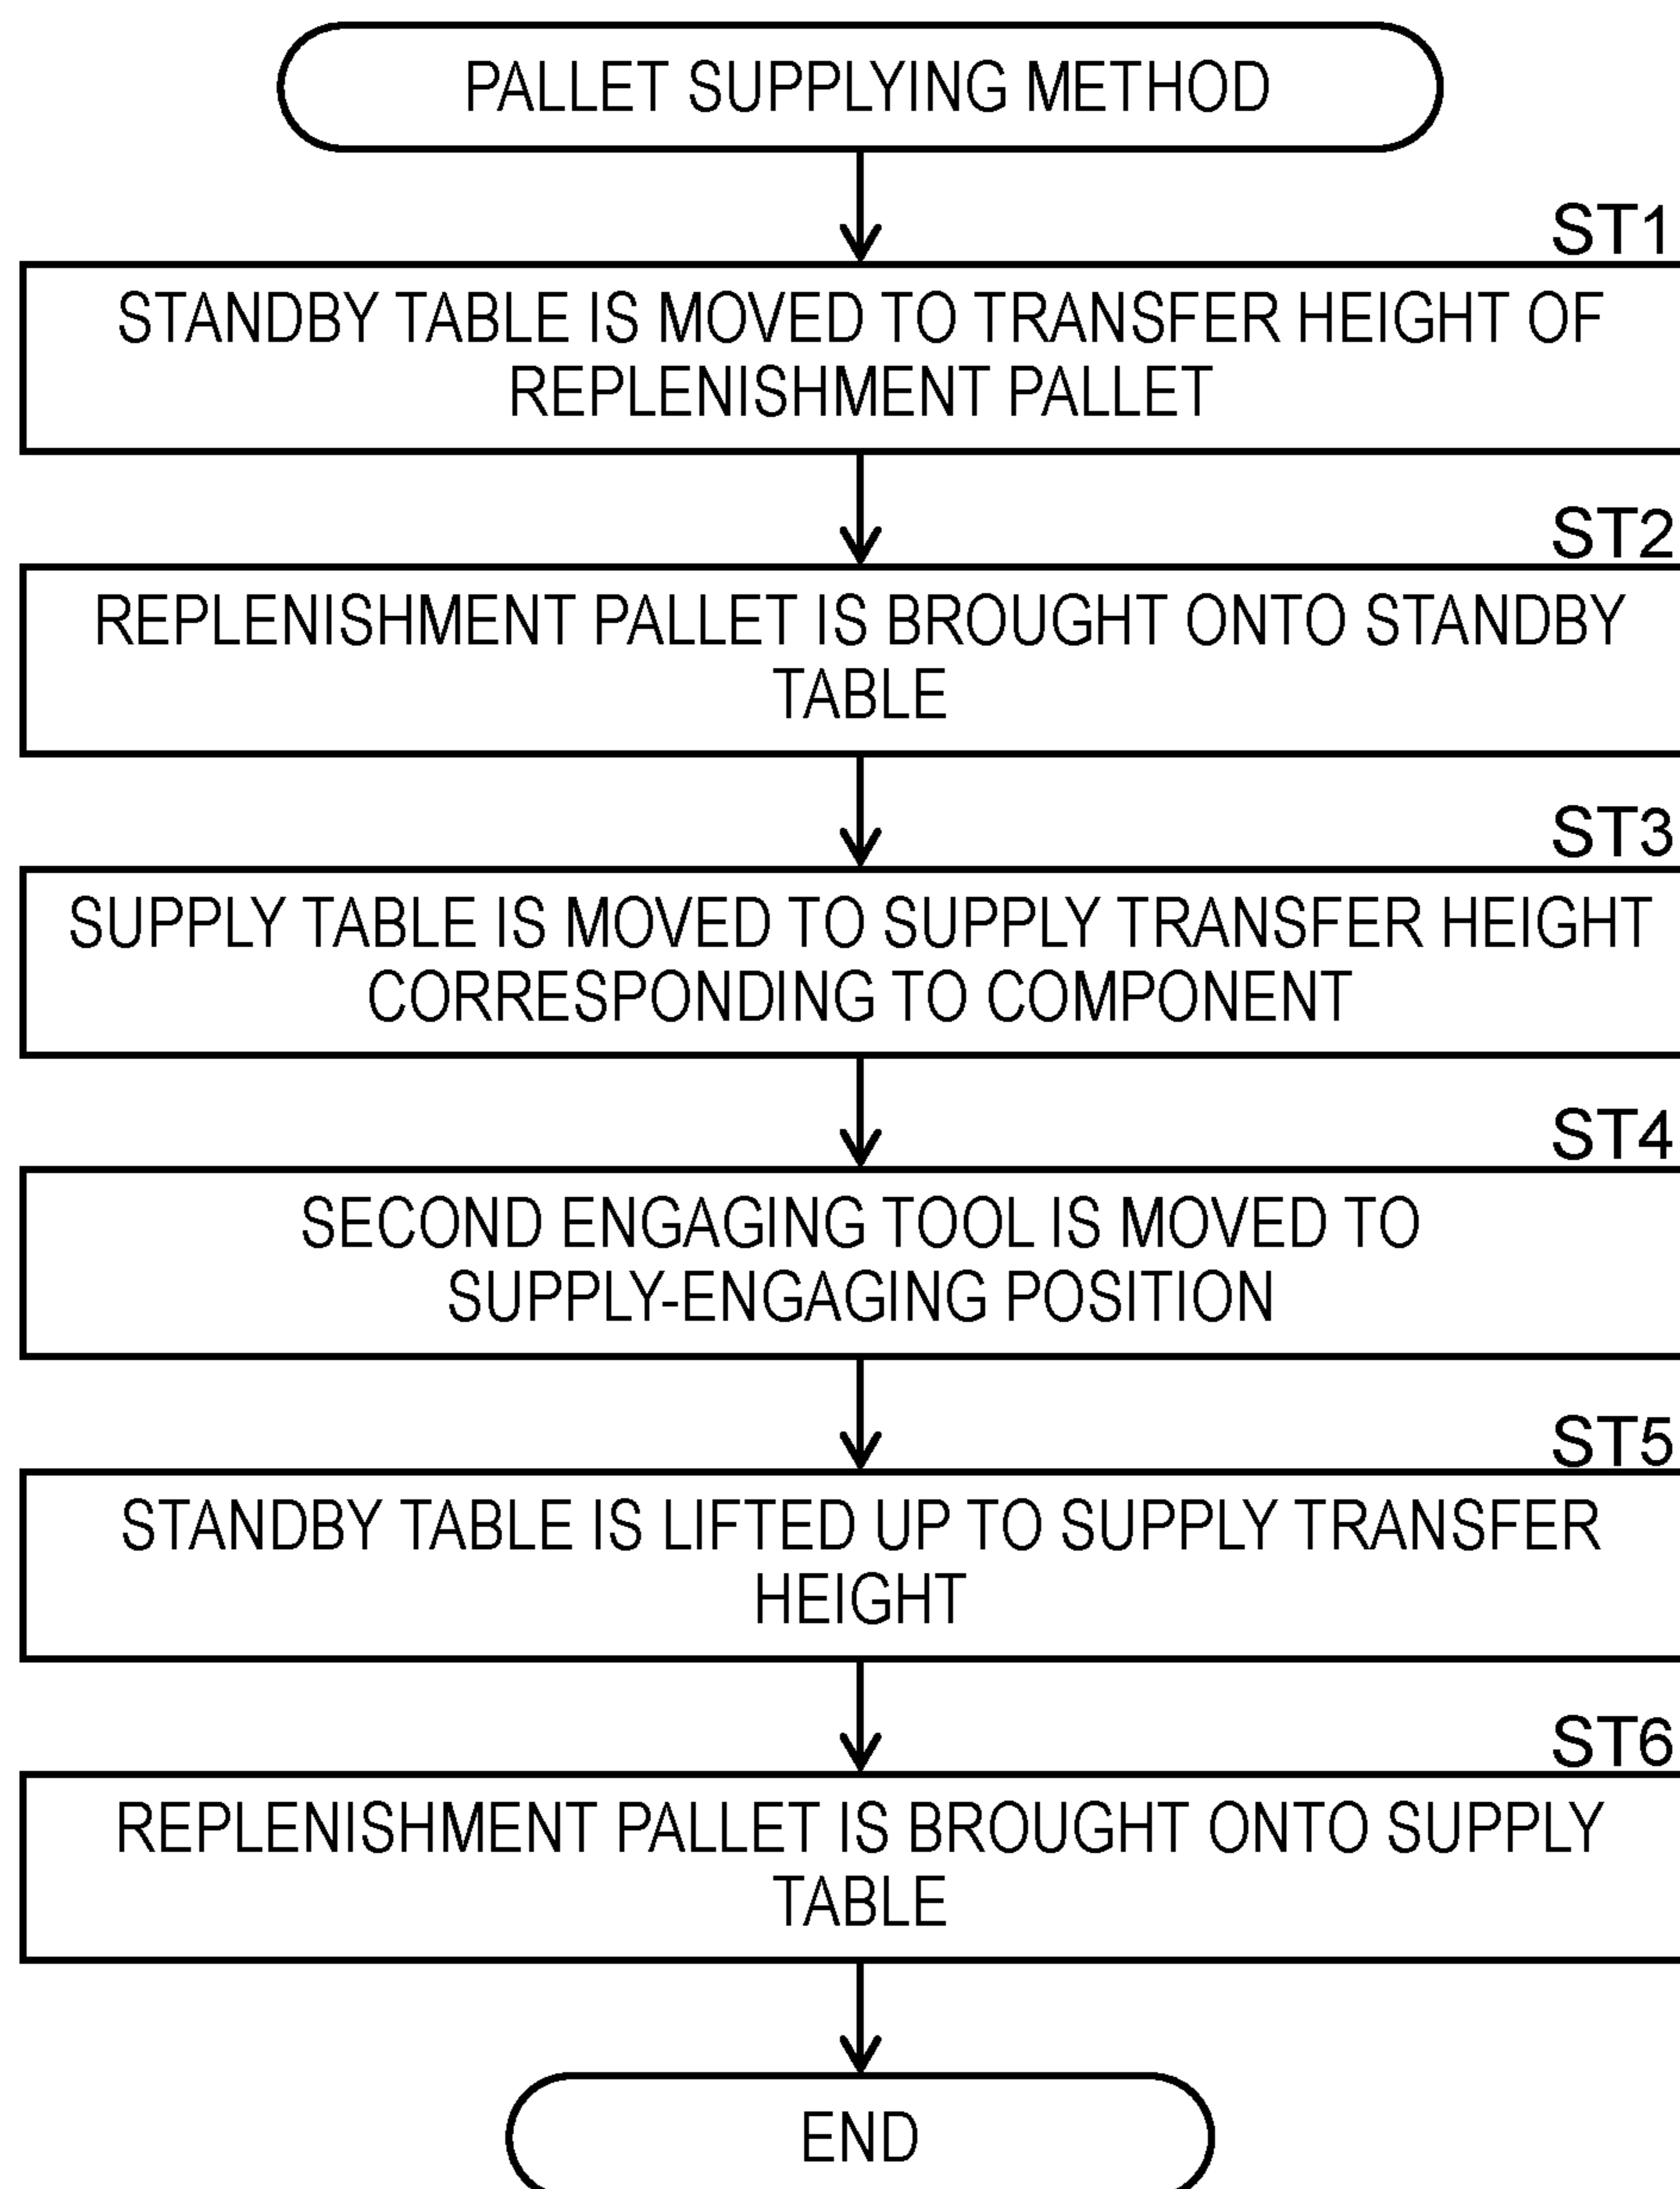 PALLET SUPPLYING METHOD
ST1
STANDBY TABLE IS MOVED TO TRANSFER HEIGHT OF
REPLENISHMENT PALLET
ST2
REPLENISHMENT PALLET IS BROUGHT ONTO STANDBY
TABLE
ST3
SUPPLY TABLE IS MOVED TO SUPPLY TRANSFER HEIGHT
CORRESPONDING TO COMPONENT
ST4
SECOND ENGAGING TOOL IS MOVED TO
SUPPLY-ENGAGING POSITION
ST5
STANDBY TABLE IS LIFTED UP TO SUPPLY TRANSFER
HEIGHT
ST6
REPLENISHMENT PALLET IS BROUGHT ONTO SUPPLY
TABLE
END